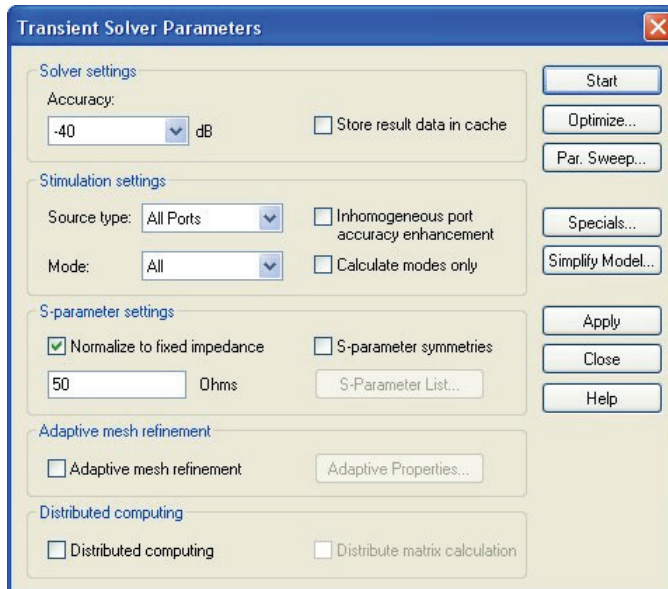 Transient Solver Parameters
Solver settings
Accuracy:
-40 dB
Store result data in cache
Stimulation settings
Source type: All Ports
Inhomogeneous port
accuracy enhancement
Mode: All
Calculate modes only
S-parameter settings
Normalize to fixed impedance
S-parameter symmetries
50 Ohms
S-Parameter List...
Adaptive mesh refinement
Adaptive mesh refinement
Adaptive Properties...
Distributed computing
Distributed computing
Distribute matrix calculation
Start
Optimize...
Par. Sweep...
Specials...
Simplify Model...
Apply
Close
Help